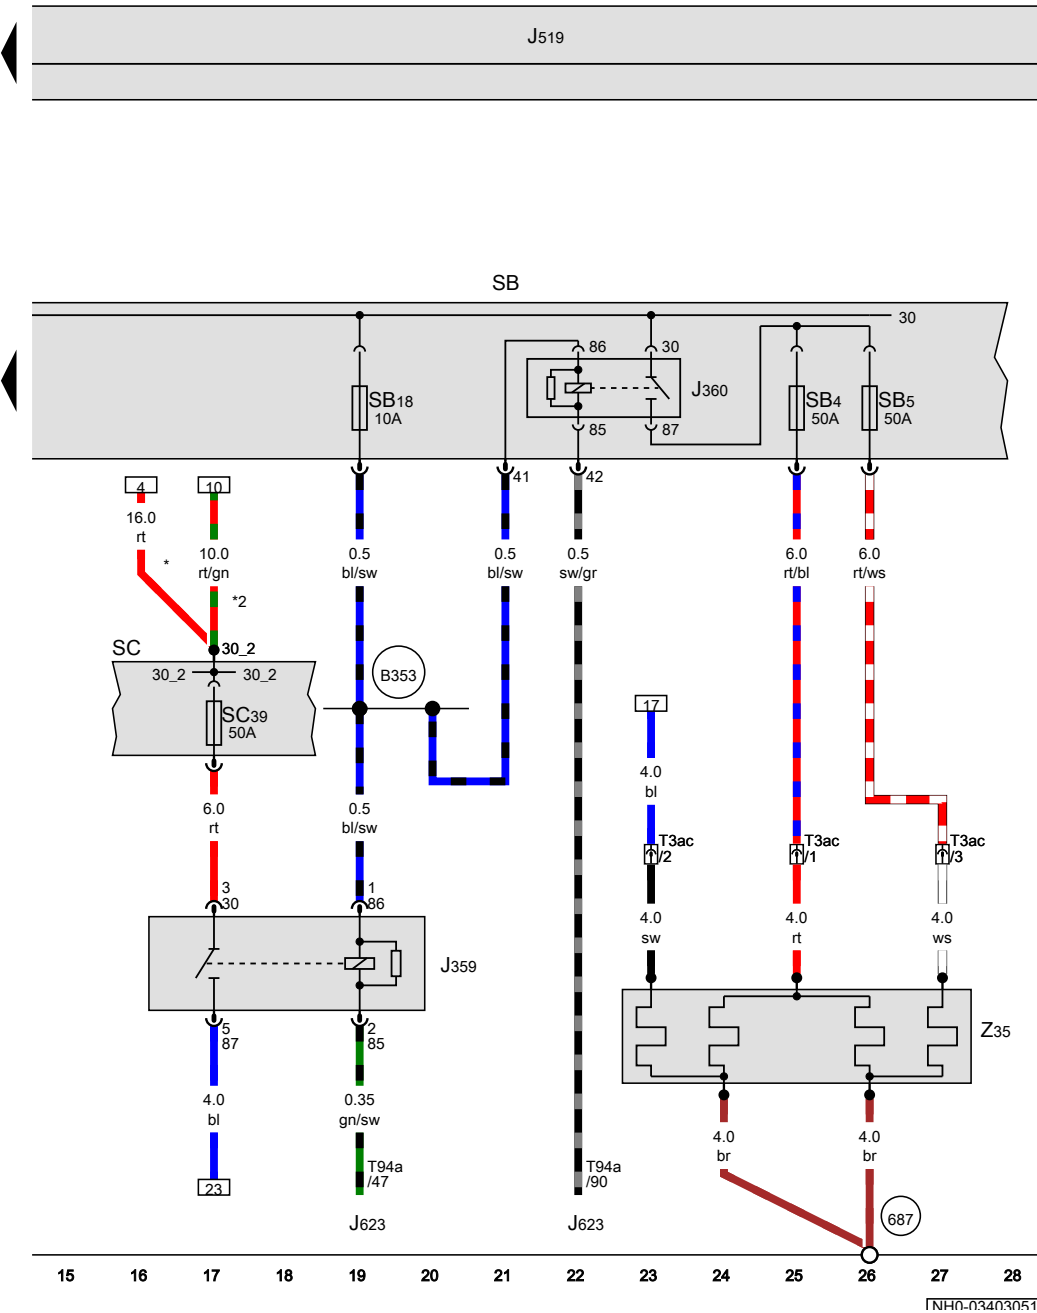 J519
SB
30
86
30
J360
SB18
10A
SB4
50A
SB5
50A
85
87
41
42
4
10
16.0
rt
*
10.0
rt/gn
*2
0.5
bl/sw
0.5
bl/sw
0.5
sw/gr
6.0
rt/bl
6.0
rt/ws
SC
30_2
30_2
30_2
B353
SC39
50A
17
4.0
bl
6.0
rt
0.5
bl/sw
T3ac
/2
T3ac
/1
T3ac
/3
3
30
1
86
4.0
sw
4.0
rt
4.0
ws
J359
Z35
5
87
2
85
4.0
bl
0.35
gn/sw
4.0
br
4.0
br
T94a
/47
T94a
/90
23
J623
J623
687
15 16 17 18 19 20 21 22 23 24 25 26 27 28
NH0-03403051